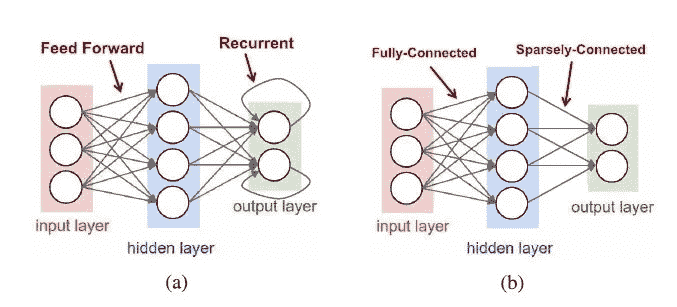 Feed Forward
Recurrent
input layer
hidden layer
output layer
(a)
Fully-Connected
Sparsely-Connected
input layer
hidden layer
output layer
(b)